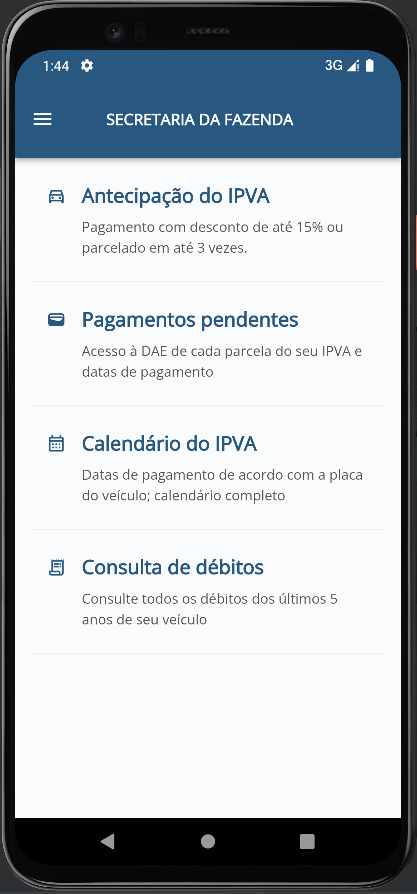 1:44 3G
SECRETARIA DA FAZENDA
Antecipação do IPVA
Pagamento com desconto de até 15% ou
parcelado em até 3 vezes.
Pagamentos pendentes
Acesso à DAE de cada parcela do seu IPVA e
datas de pagamento
Calendário do IPVA
Datas de pagamento de acordo com a placa
do veículo; calendário completo
Consulta de débitos
Consulte todos os débitos dos últimos 5
anos de seu veículo